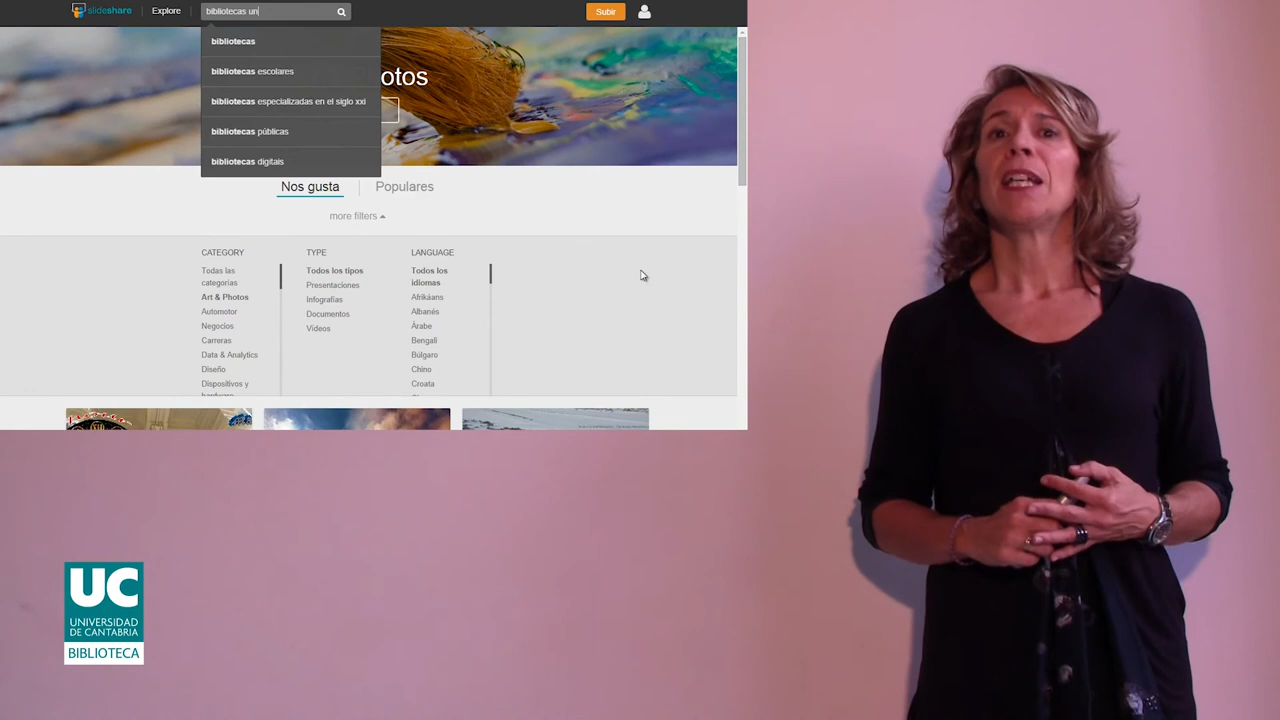 slideshare
Explore
bibliotecas un
Subir
bibliotecas
bibliotecas escolares
bibliotecas especializadas en el siglo xxi
bibliotecas públicas
bibliotecas digitais
otos
Nos gusta
Populares
more filters
CATEGORY
Todas las
categorías
Art & Photos
Automotor
Negocios
Carreras
Data & Analytics
Diseño
Dispositivos y
hardware
TYPE
Todos los tipos
Presentaciones
Infografías
Documentos
Videos
LANGUAGE
Todos los
idiomas
Afrikáans
Albanés
Árabe
Bengalí
Búlgaro
Chino
Croata
UC
UNIVERSIDAD
DE CANTABRIA
BIBLIOTECA